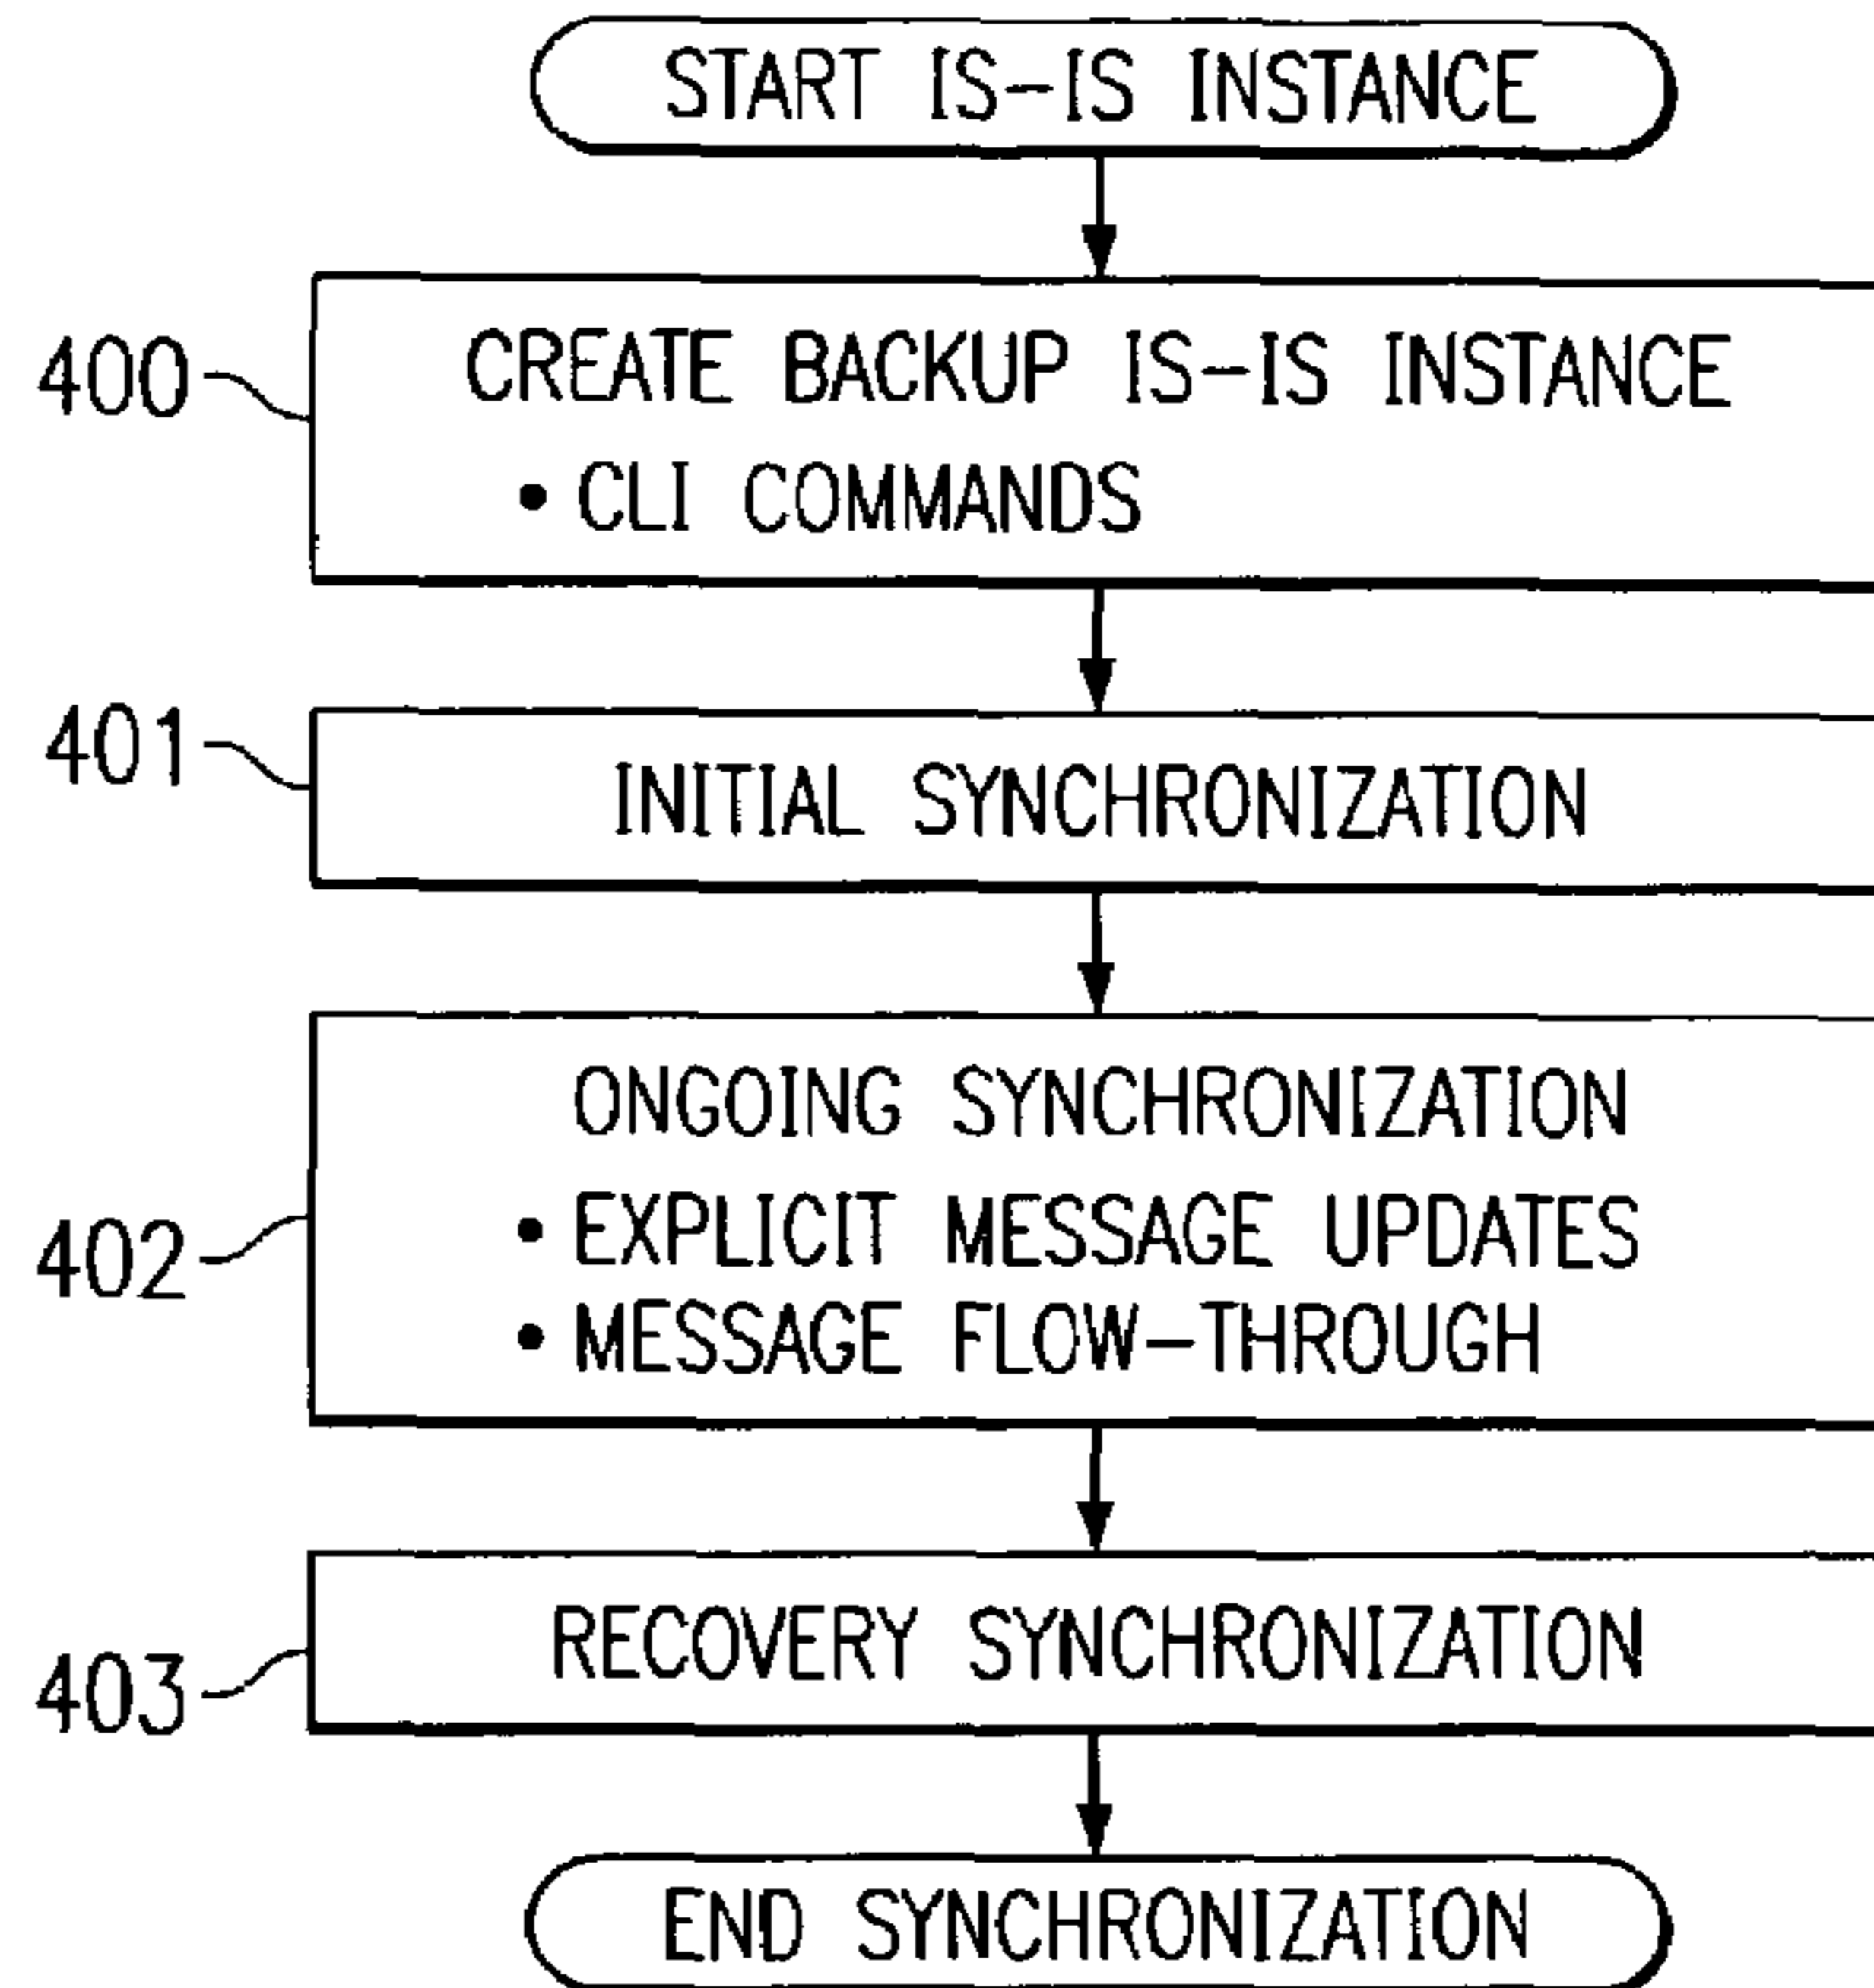 START IS-IS INSTANCE
400
CREATE BACKUP IS-IS INSTANCE
• CLI COMMANDS
401
INITIAL SYNCHRONIZATION
402
ONGOING SYNCHRONIZATION
• EXPLICIT MESSAGE UPDATES
• MESSAGE FLOW-THROUGH
403
RECOVERY SYNCHRONIZATION
END SYNCHRONIZATION